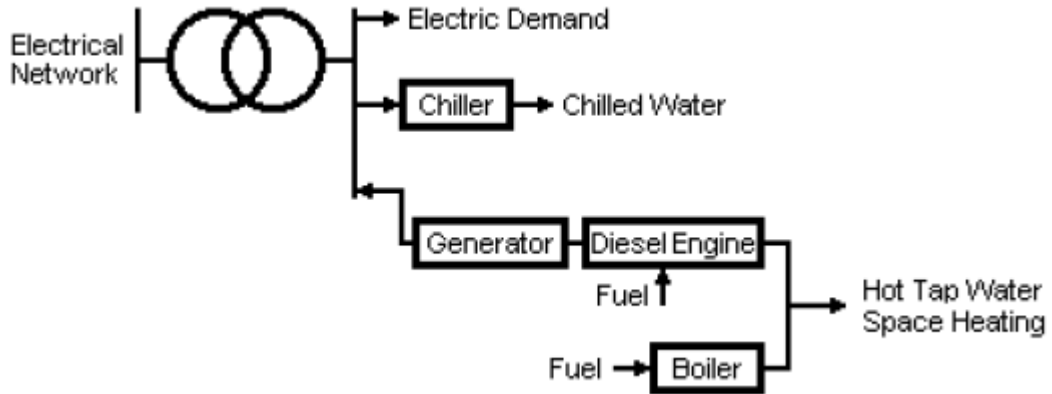 Electric Demand
Electrical
Network
Chiller
Chilled Water
Generator
Diesel Engine
Fuel
Hot Tap Water
Space Heating
Fuel
Boiler